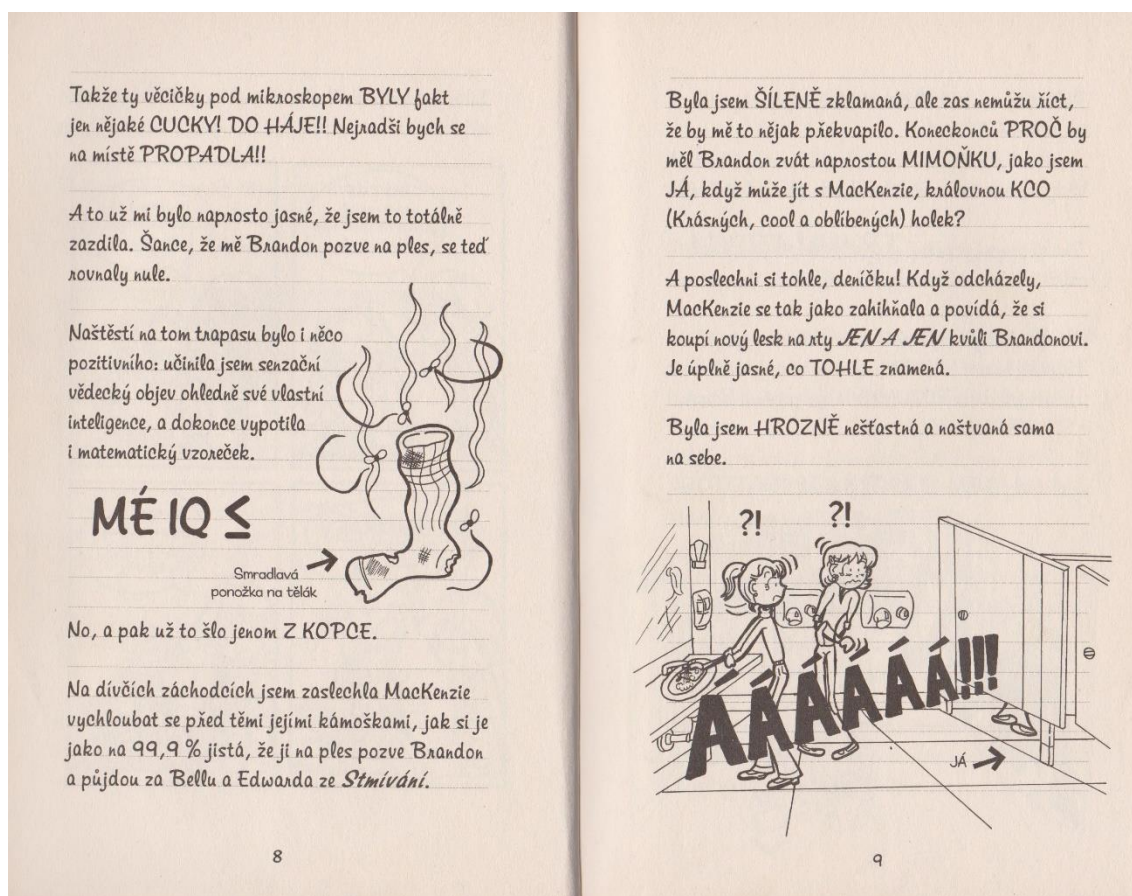 Takže ty věcičky pod mikroskopem BYLY fakt
jen nějaké CUCKY! DO HÁJE!! Nejradši bych se
na místě PROPADLA!!
A to už mi bylo naprosto jasné, že jsem to totálně
zazdila. Šance, že mě Brandon pozve na ples, se teď
rovnaly nule.
Naštěstí na tom trapasu bylo i něco
pozitivního: učinila jsem senzační
vědecký objev ohledně své vlastní
inteligence, a dokonce vypotila
i matematický vzoreček.
MÉ IQ ≤
Smradlavá
ponožka na tělák
No, a pak už to šlo jenom Z KOPCE.
Na dívčích záchodcích jsem zaslechla MacKenzie
vychloubat se před těmi jejími kámoškami, jak si je
jako na 99,9 % jistá, že ji na ples pozve Brandon
a půjdou za Bellu a Edwarda ze Stmívání.
8
Byla jsem ŠÍLENĚ zklamaná, ale zas nemůžu říct,
že by mě to nějak překvapilo. Koneckonců PROČ by
měl Brandon zvát naprostou MIMOŇKU, jako jsem
JÁ, když může jít s MacKenzie, královnou KCO
(Krásných, cool a oblíbených) holek?
A poslechni si tohle, deníčku! Když odcházely,
MacKenzie se tak jako zahihňala a povídá, že si
koupí nový lesk na rty JEN A JEN kvůli Brandonovi.
Je úplně jasné, co TOHLE znamená.
Byla jsem HROZNĚ nešťastná a naštvaná sama
na sebe.
?! ?!
ÁÁÁÁÁÁ!!!
JÁ
9